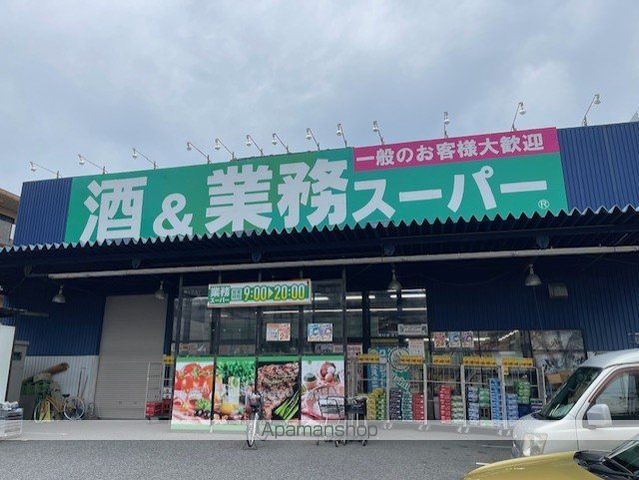 一般のお客様大歓迎
酒&業務スーパー®
業務スーパー 9:00▶20:00
Apamanshop